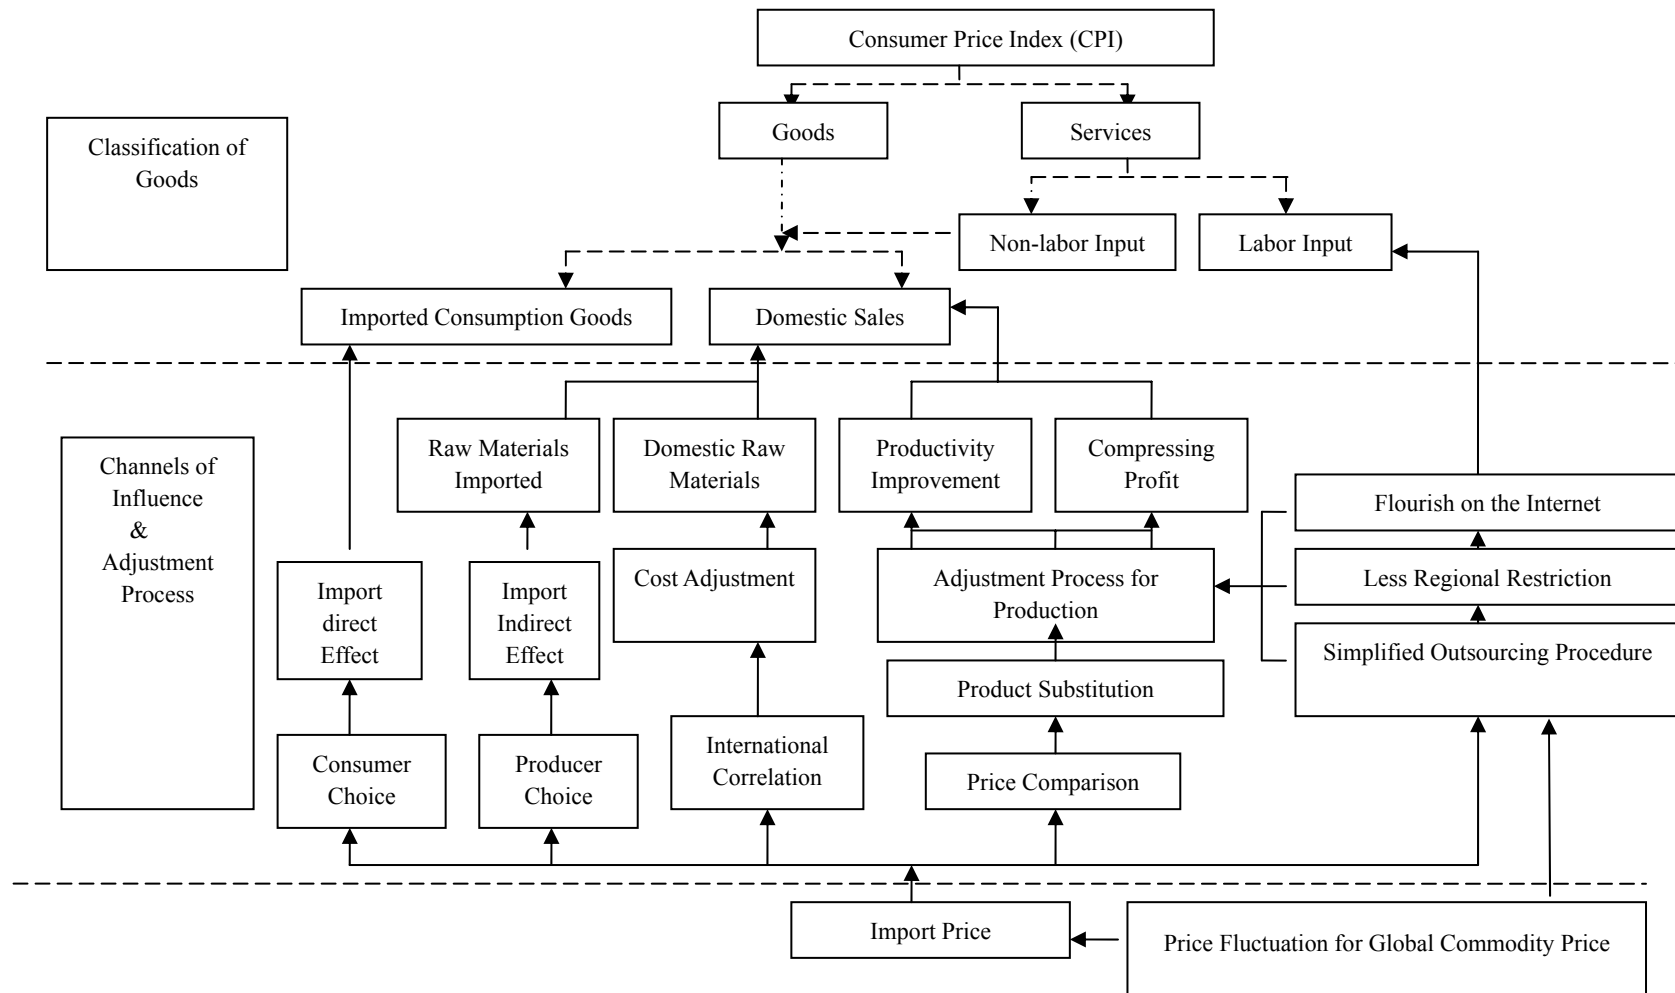 Consumer Price Index (CPI)
Goods
Services
Classification of
Goods
Non-labor Input
Labor Input
Imported Consumption Goods
Domestic Sales
Channels of
Influence
&
Adjustment
Process
Raw Materials
Imported
Domestic Raw
Materials
Productivity
Improvement
Compressing
Profit
Flourish on the Internet
Import
direct
Effect
Import
Indirect
Effect
Cost Adjustment
Adjustment Process for
Production
Less Regional Restriction
Simplified Outsourcing Procedure
Product Substitution
Consumer
Choice
Producer
Choice
International
Correlation
Price Comparison
Import Price
Price Fluctuation for Global Commodity Price